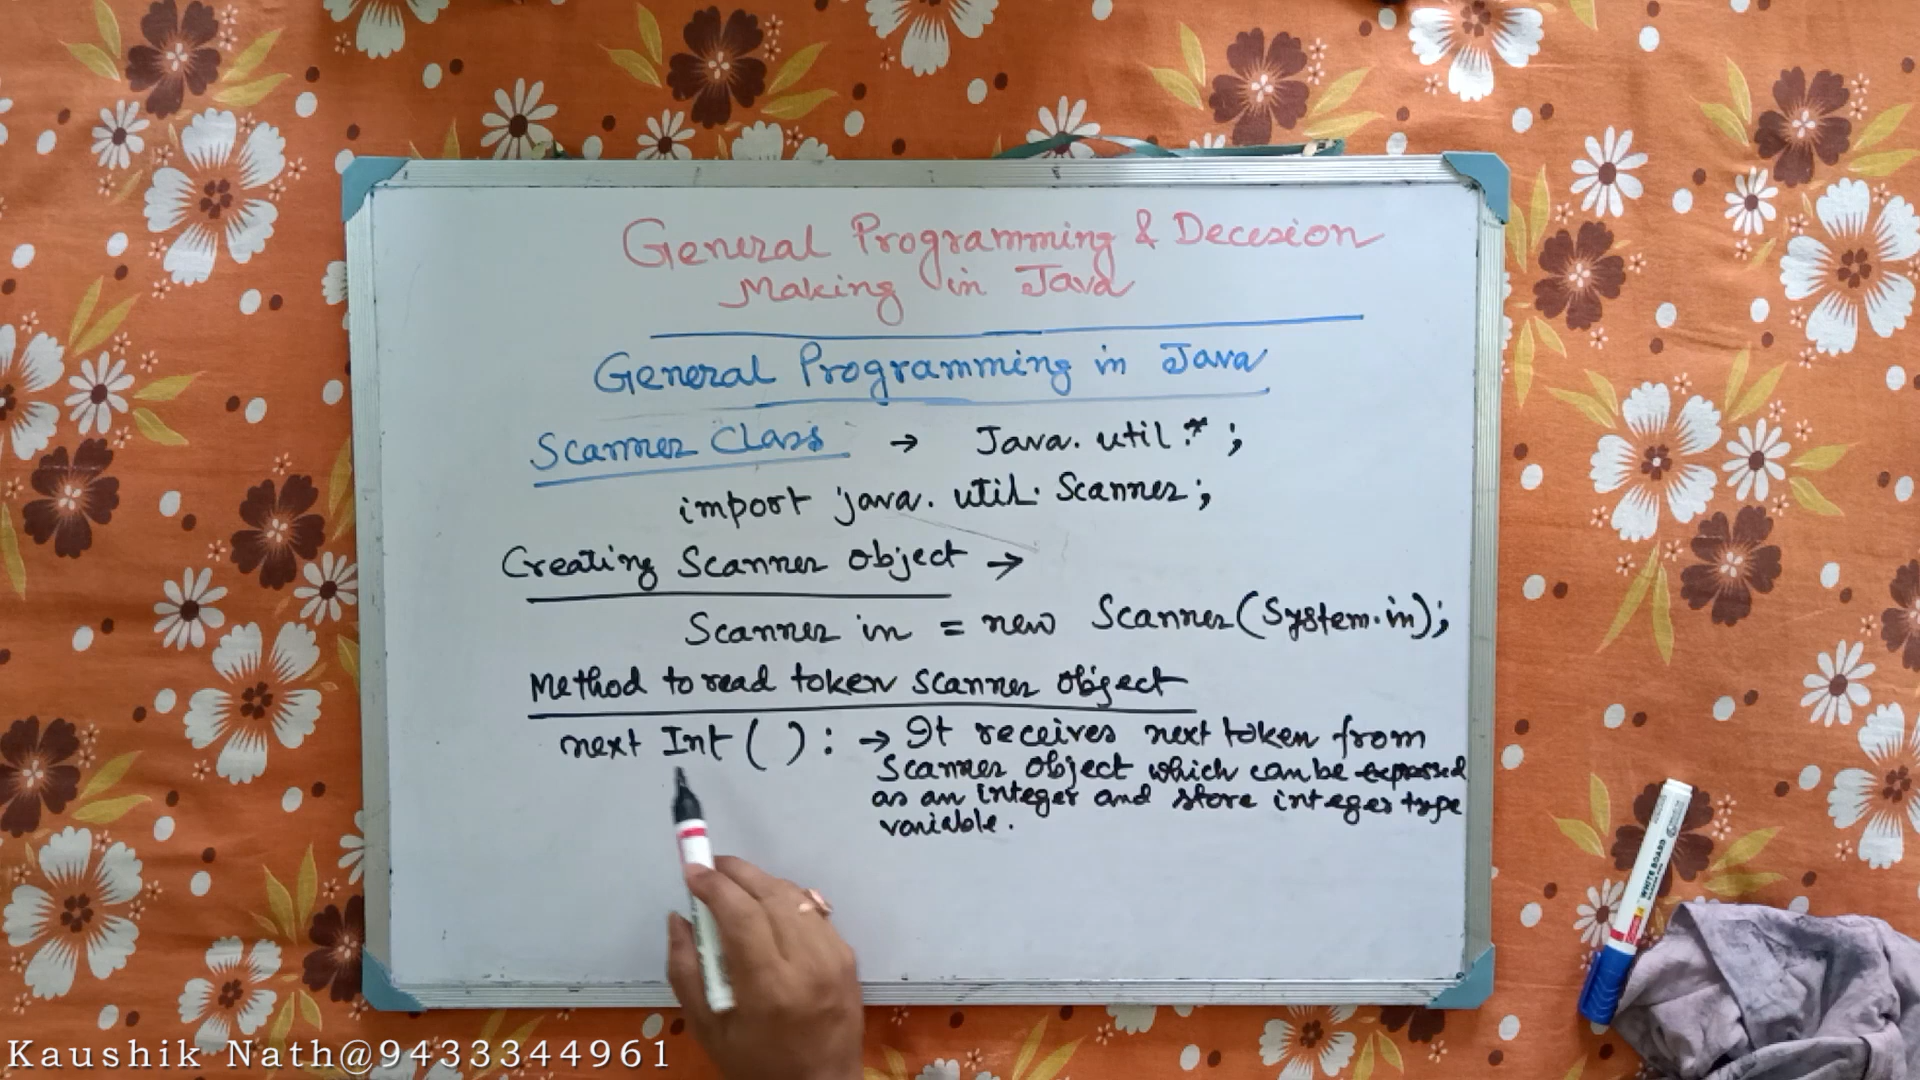 General Programming & Decesion
Making in Java
General Programming in Java
Scanner Class → Java. util.* ;
import java. util. Scanner ;
Creating Scanner object →
Scanner in = new Scanner(System.in);
Method to read token scanner object
next Int ( ) : → It receives next token from
Scanner object which can be expressed
as an integer and store integer type
variable.
WHITE BOARD
Kaushik Nath@9433344961